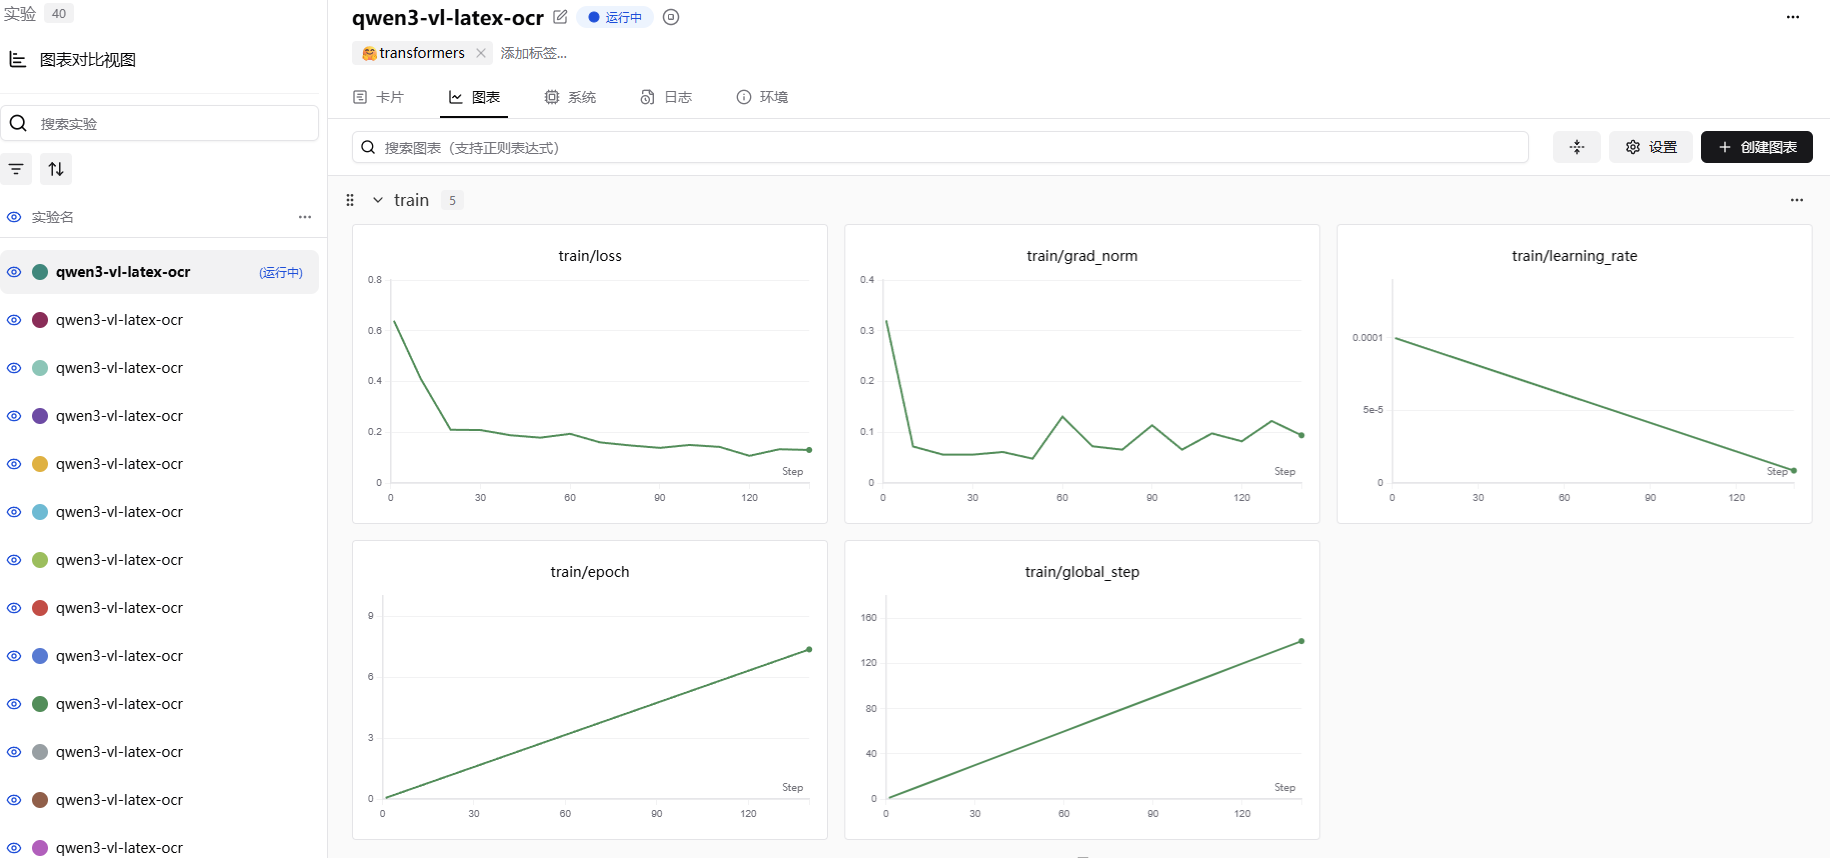 实验 40
图表对比视图
搜索实验
实验名
qwen3-vl-latex-ocr (运行中)
qwen3-vl-latex-ocr
qwen3-vl-latex-ocr
qwen3-vl-latex-ocr
qwen3-vl-latex-ocr
qwen3-vl-latex-ocr
qwen3-vl-latex-ocr
qwen3-vl-latex-ocr
qwen3-vl-latex-ocr
qwen3-vl-latex-ocr
qwen3-vl-latex-ocr
qwen3-vl-latex-ocr
qwen3-vl-latex-ocr
qwen3-vl-latex-ocr 运行中
transformers 添加标签...
卡片 图表 系统 日志 环境
搜索图表（支持正则表达式） 设置 创建图表
train 5
train/loss
0.8
0.6
0.4
0.2
0
Step
0 30 60 90 120
train/grad_norm
0.4
0.3
0.2
0.1
0
Step
0 30 60 90 120
train/learning_rate
0.0001
5e-5
0
Step
0 30 60 90 120
train/epoch
9
6
3
0
Step
0 30 60 90 120
train/global_step
160
120
80
40
0
Step
0 30 60 90 120